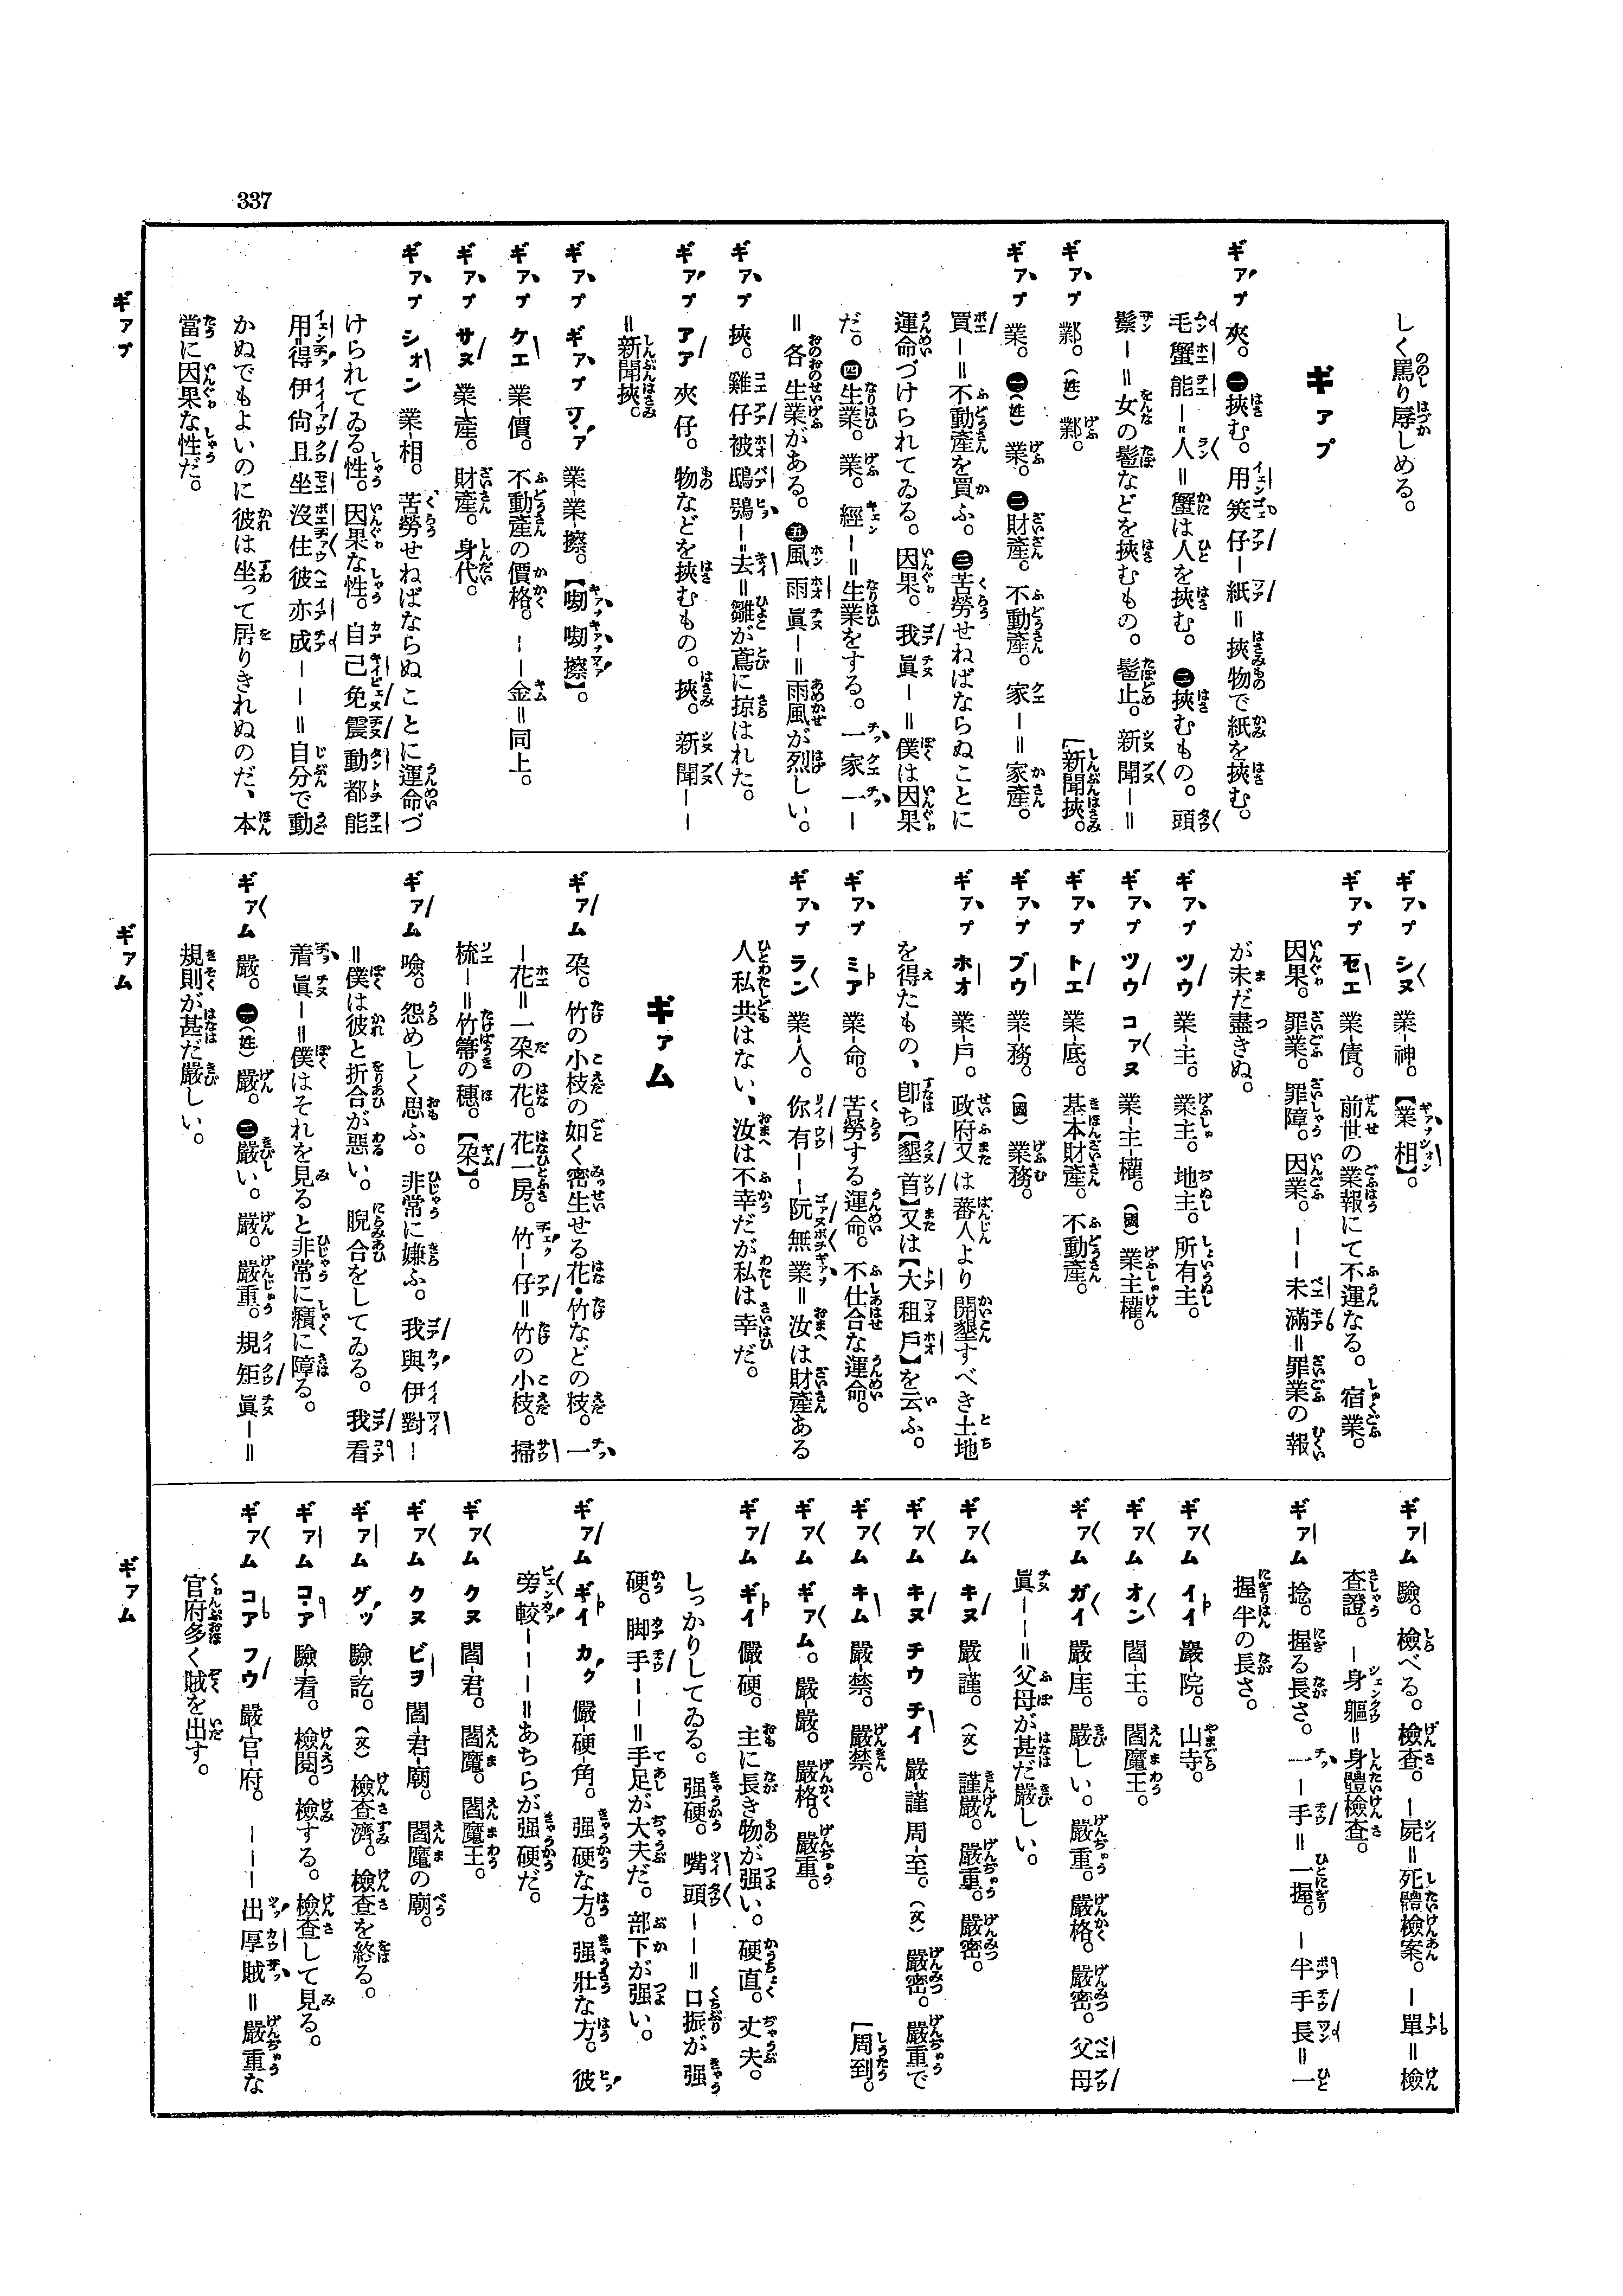 337
しく罵り辱しめる。
ギァプ
ギァプ 夾。㊀挾む。用筴仔－紙＝挾物で紙を挾む。
毛蟹能－人＝蟹は人を挾む。㊁挾むもの。頭
鬃－＝女の髱などを挾むもの。髱止。新聞－＝
ギァプ 鄴。（姓）鄴。 ［新聞挾。
ギァプ 業。㊀（姓）業。㊁財產。不動產。家－＝家產。
買－＝不動產を買ふ。㊂苦勞せねばならぬことに
運命づけられてゐる。因果。我眞－＝僕は因果
だ。㊃生業。業。經－＝生業をする。一家一－
＝各生業がある。㊄風雨眞－＝雨風が烈しい。
ギァプ 挾。雞仔被鴟鴞－去＝雛が鳶に掠はれた。
ギァプ アア 夾仔。物などを挾むもの。挾。新聞－－
＝新聞挾。
ギァプ ギァプ サァ 業－業－擦。【嘞嘞擦】。
ギァプ ケエ 業－價。不動產の價格。－－金＝同上。
ギァプ サヌ 業－產。財產。身代。
ギァプ シォン 業－相。苦勞せねばならぬことに運命づ
けられてゐる性。因果な性。自己免震動都能
用得伊尙且坐沒住彼亦成－－＝自分で動
かぬでもよいのに彼は坐って居りきれぬのだ、本
當に因果な性だ。
ギァプ シヌ 業－神。【業相】。
ギァプ セエ 業－債。前世の業報にて不運なる。宿業。
因果。罪業。罪障。因業。－－未滿＝罪業の報
が未だ盡きぬ。
ギァプ ツウ 業－主。業主。地主。所有主。
ギァプ ツウ コァヌ 業－主－權。（國）業主權。
ギァプ トエ 業－底。基本財產。不動產。
ギァプ ブウ 業－務。（國）業務。
ギァプ ホオ 業－戶。政府又は蕃人より開墾すべき土地
を得たもの、卽ち【墾首】又は【大租戶】を云ふ。
ギァプ ミア 業－命。苦勞する運命。不仕合な運命。
ギァプ ラン 業－人。你有－－阮無業＝汝は財產ある
人私共はない、汝は不幸だが私は幸だ。
ギァム
ギァム 朶。竹の小枝の如く密生せる花・竹などの枝。一
－花＝一朶の花。花一房。竹－仔＝竹の小枝。掃
梳－＝竹箒の穗。【朶】。
ギァム 噞。怨めしく思ふ。非常に嫌ふ。我與伊對－
＝僕は彼と折合が惡い。睨合をしてゐる。我看
着眞－＝僕はそれを見ると非常に癪に障る。
ギァム 嚴。㊀（姓）嚴。㊁嚴い。嚴。嚴重。規矩眞－＝
規則が甚だ嚴しい。
ギァム 驗。檢べる。檢查。－屍＝死體檢案。－單＝檢
查證。－身軀＝身體檢查。
ギァム 捻。握る長さ。一－手＝一握。－半手長＝一
握半の長さ。
ギァム イイ 巖－院。山寺。
ギァム オン 閻－王。閻魔王。
ギァム ガイ 嚴－厓。嚴しい。嚴重。嚴格。嚴密。父母
眞－－＝父母が甚だ嚴しい。
ギァム キヌ 嚴－謹。（文）謹嚴。嚴重。嚴密。
ギァム キヌ チウ チイ 嚴－謹周－至。（文）嚴密。嚴重で
ギァム キム 嚴－禁。嚴禁。 ［周到。
ギァム ギァム。嚴－嚴。嚴格。嚴重。
ギァム ギイ 儼－硬。主に長き物が强い。硬直。丈夫。
しっかりしてゐる。强硬。嘴頭－－＝口振が强
硬。脚手－－＝手足が大夫だ。部下が强い。
ギァム ギイ カク 儼－硬－角。强硬な方。强壯な方。彼
旁較－－－＝あちらが强硬だ。
ギァム クヌ 閻－君。閻魔。閻魔王。
ギァム クヌ ビヲ 閻－君－廟。閻魔の廟。
ギァム グッ 驗－訖。（文）檢查濟。檢查を終る。
ギァム コ・ア 驗－看。檢閱。檢する。檢查して見る。
ギァム コア フウ 嚴－官－府。－－－出厚賊＝嚴重な
官府多く賊を出す。
ギァプ
ギァム
ギァム